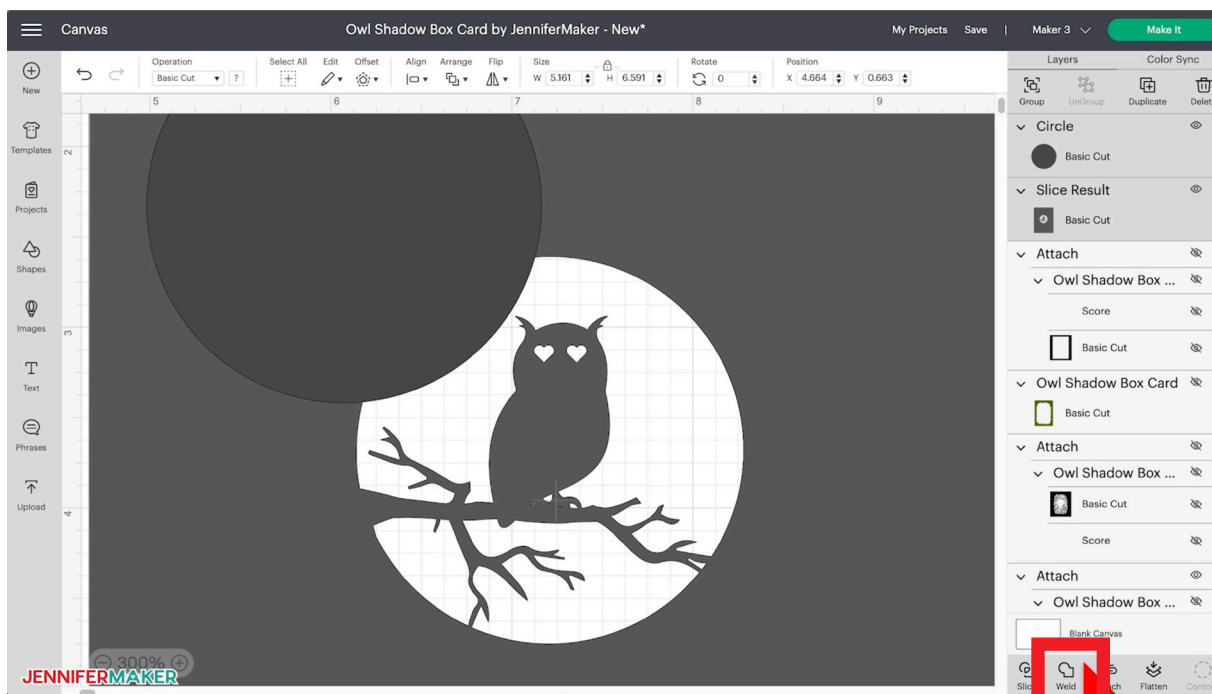 Canvas
Owl Shadow Box Card by JenniferMaker - New*
My Projects Save | Maker 3 Make It
Operation Select All Edit Offset Align Arrange Flip Size Rotate Position
Basic Cut ? W 5.161 H 6.591 0 X 4.664 Y 0.663
New
Templates
Projects
Shapes
Images
Text
Phrases
Upload
5 6 7 8 9
2
3
4
Layers Color Sync
Group UnGroup Duplicate Delet
Circle
Basic Cut
Slice Result
Basic Cut
Attach
Owl Shadow Box ...
Score
Basic Cut
Owl Shadow Box Card
Basic Cut
Attach
Owl Shadow Box ...
Basic Cut
Score
Attach
Owl Shadow Box ...
Blank Canvas
Slic Weld ch Flatten Conto
300%
JENNIFERMAKER